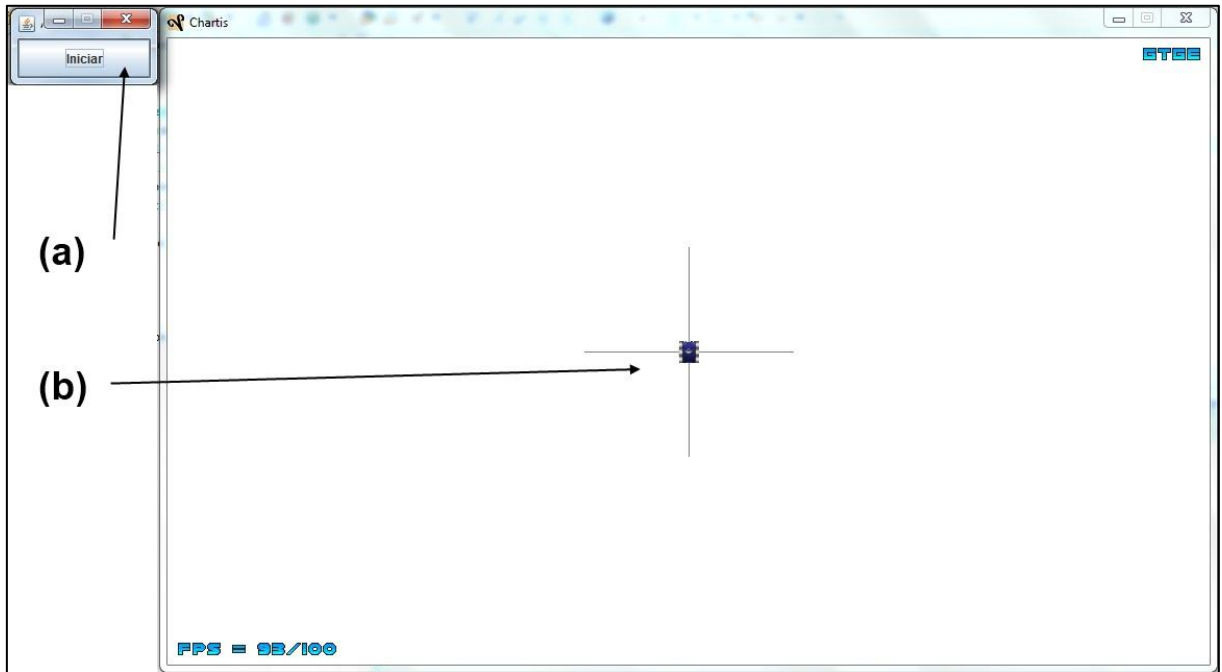 Chartis
Iniciar
GTGE
(a)
(b)
FPS = 93/100